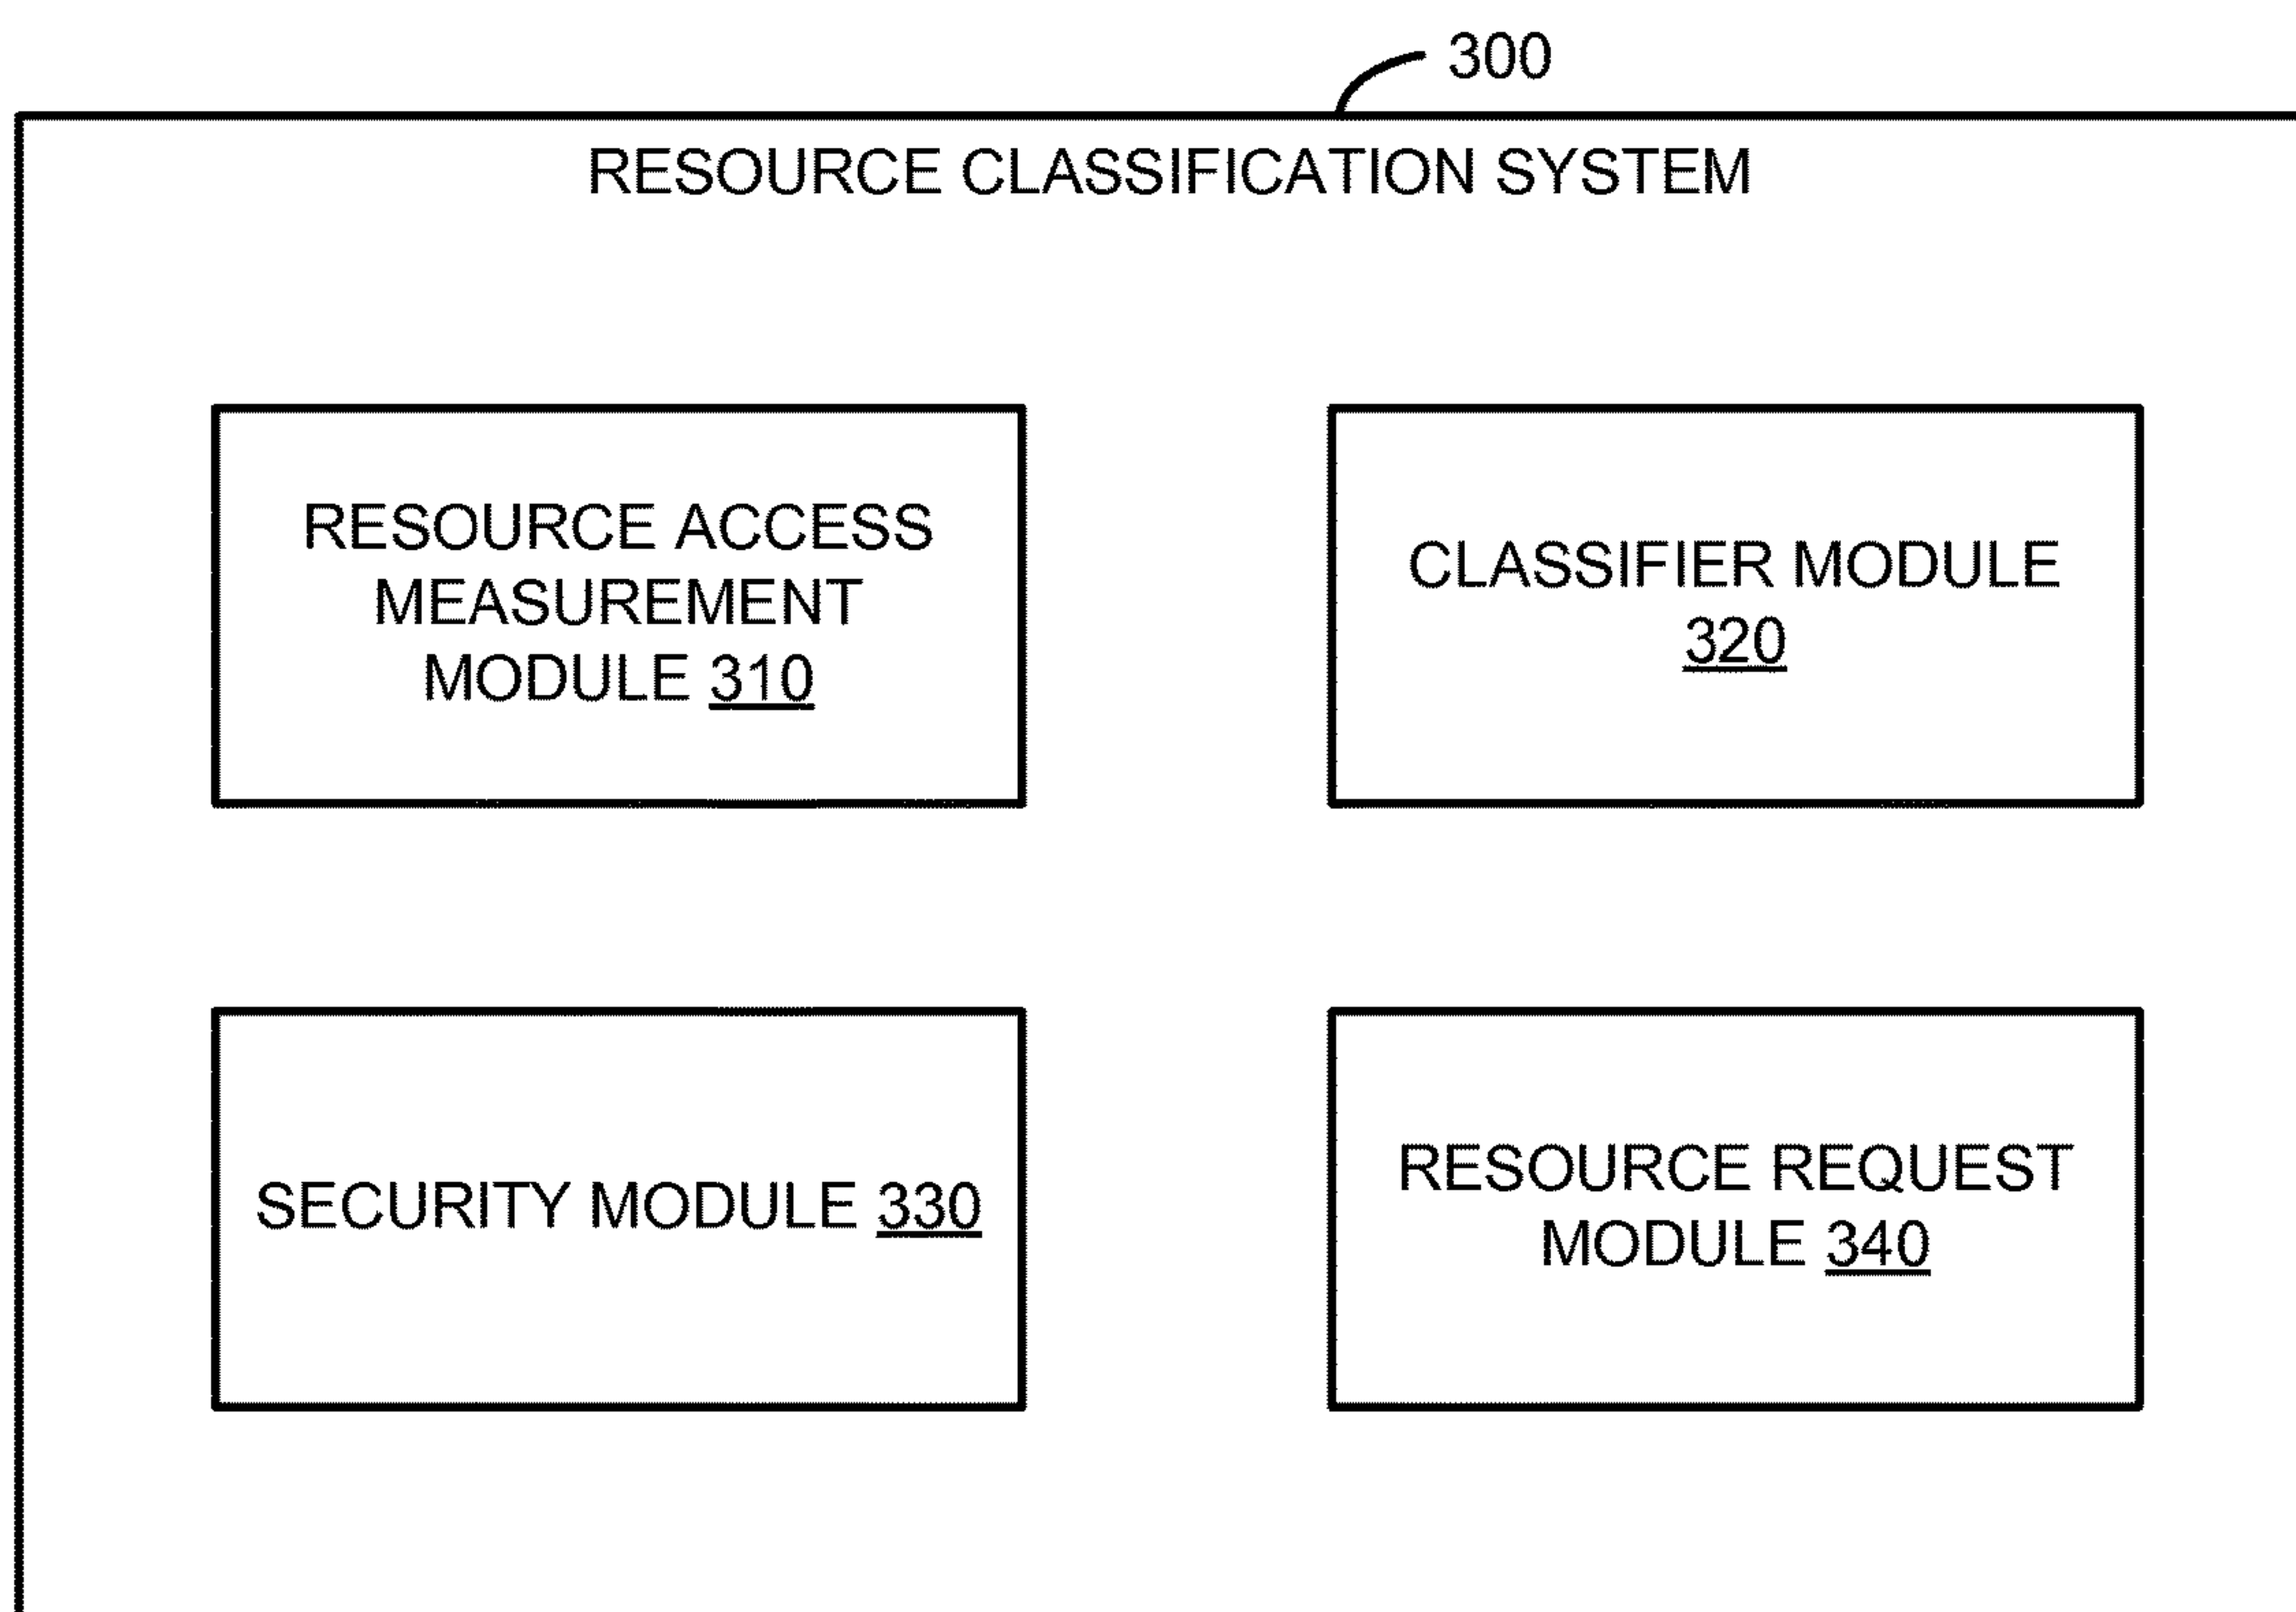 300
RESOURCE CLASSIFICATION SYSTEM
RESOURCE ACCESS
MEASUREMENT
MODULE 310
CLASSIFIER MODULE
320
SECURITY MODULE 330
RESOURCE REQUEST
MODULE 340